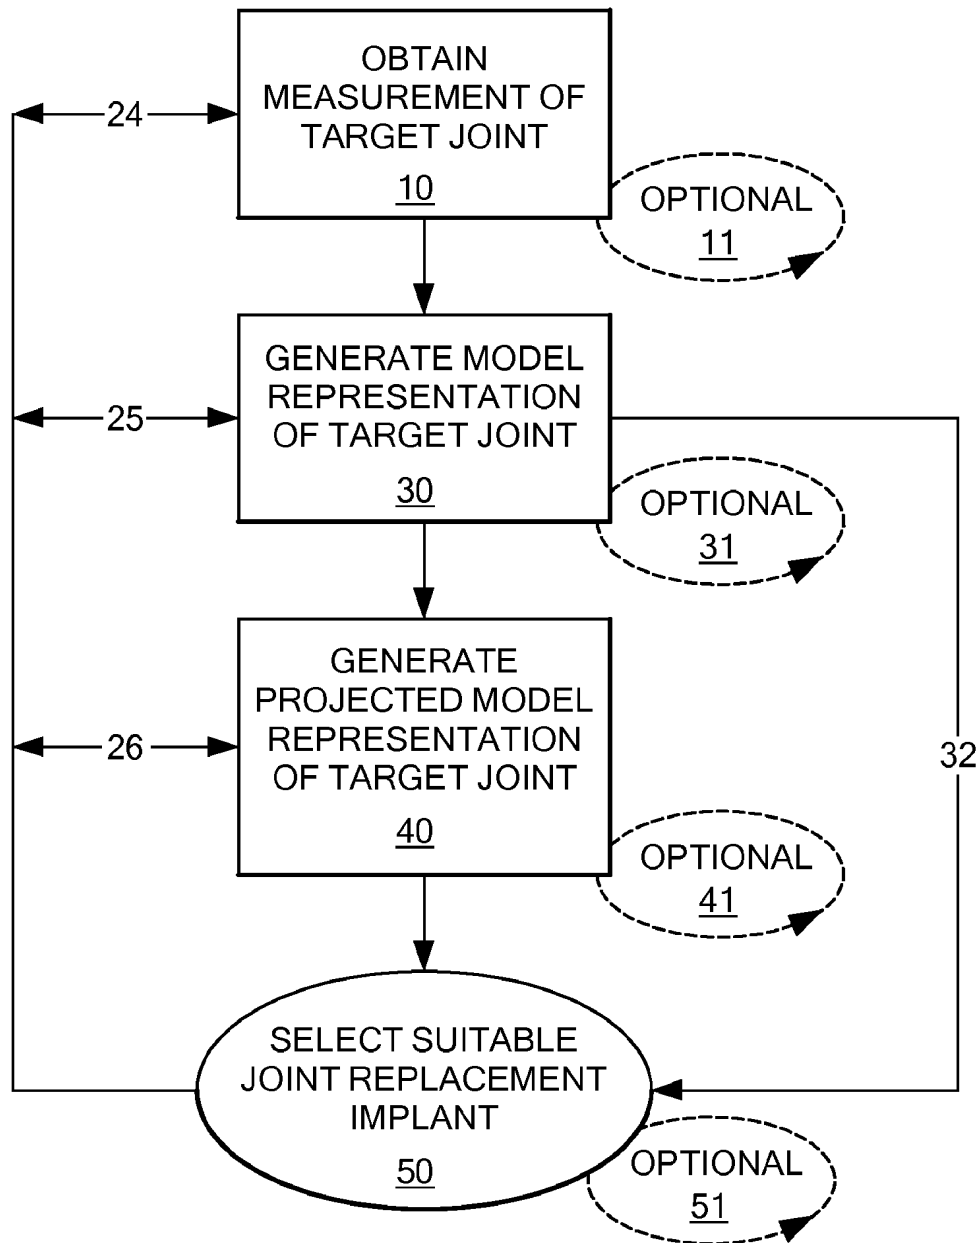 OBTAIN
MEASUREMENT OF
TARGET JOINT
10
24
OPTIONAL
11
GENERATE MODEL
REPRESENTATION
OF TARGET JOINT
30
25
OPTIONAL
31
GENERATE
PROJECTED MODEL
REPRESENTATION
OF TARGET JOINT
40
26
32
OPTIONAL
41
SELECT SUITABLE
JOINT REPLACEMENT
IMPLANT
50
OPTIONAL
51